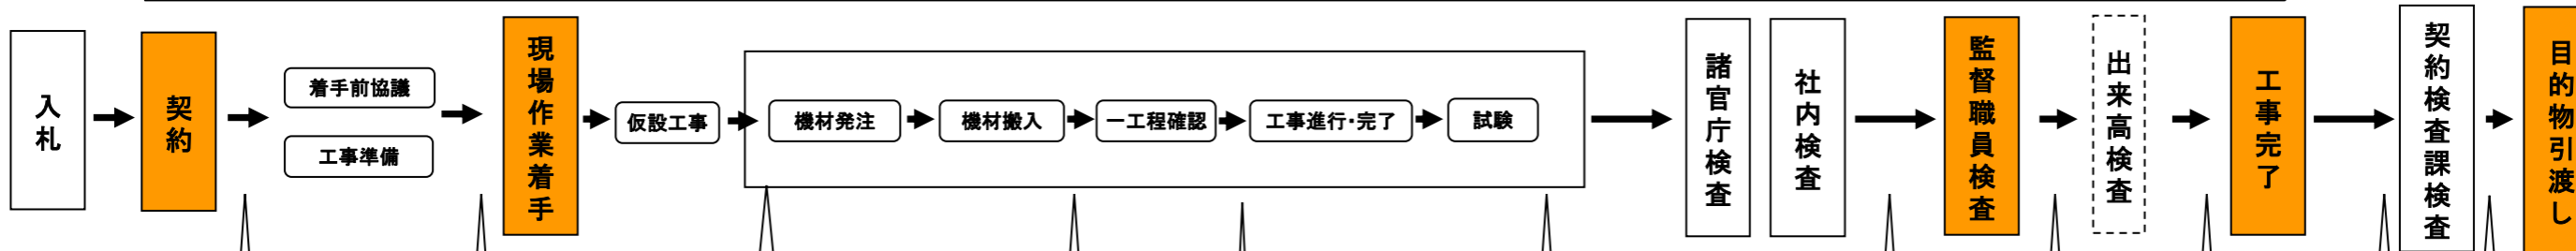 入札
契約
着手前協議
工事準備
現場作業着手
仮設工事
機材発注
機材搬入
一工程確認
工事進行・完了
試験
諸官庁検査
社内検査
監督職員検査
出来高検査
工事完了
契約検査課検査
目的物引渡し